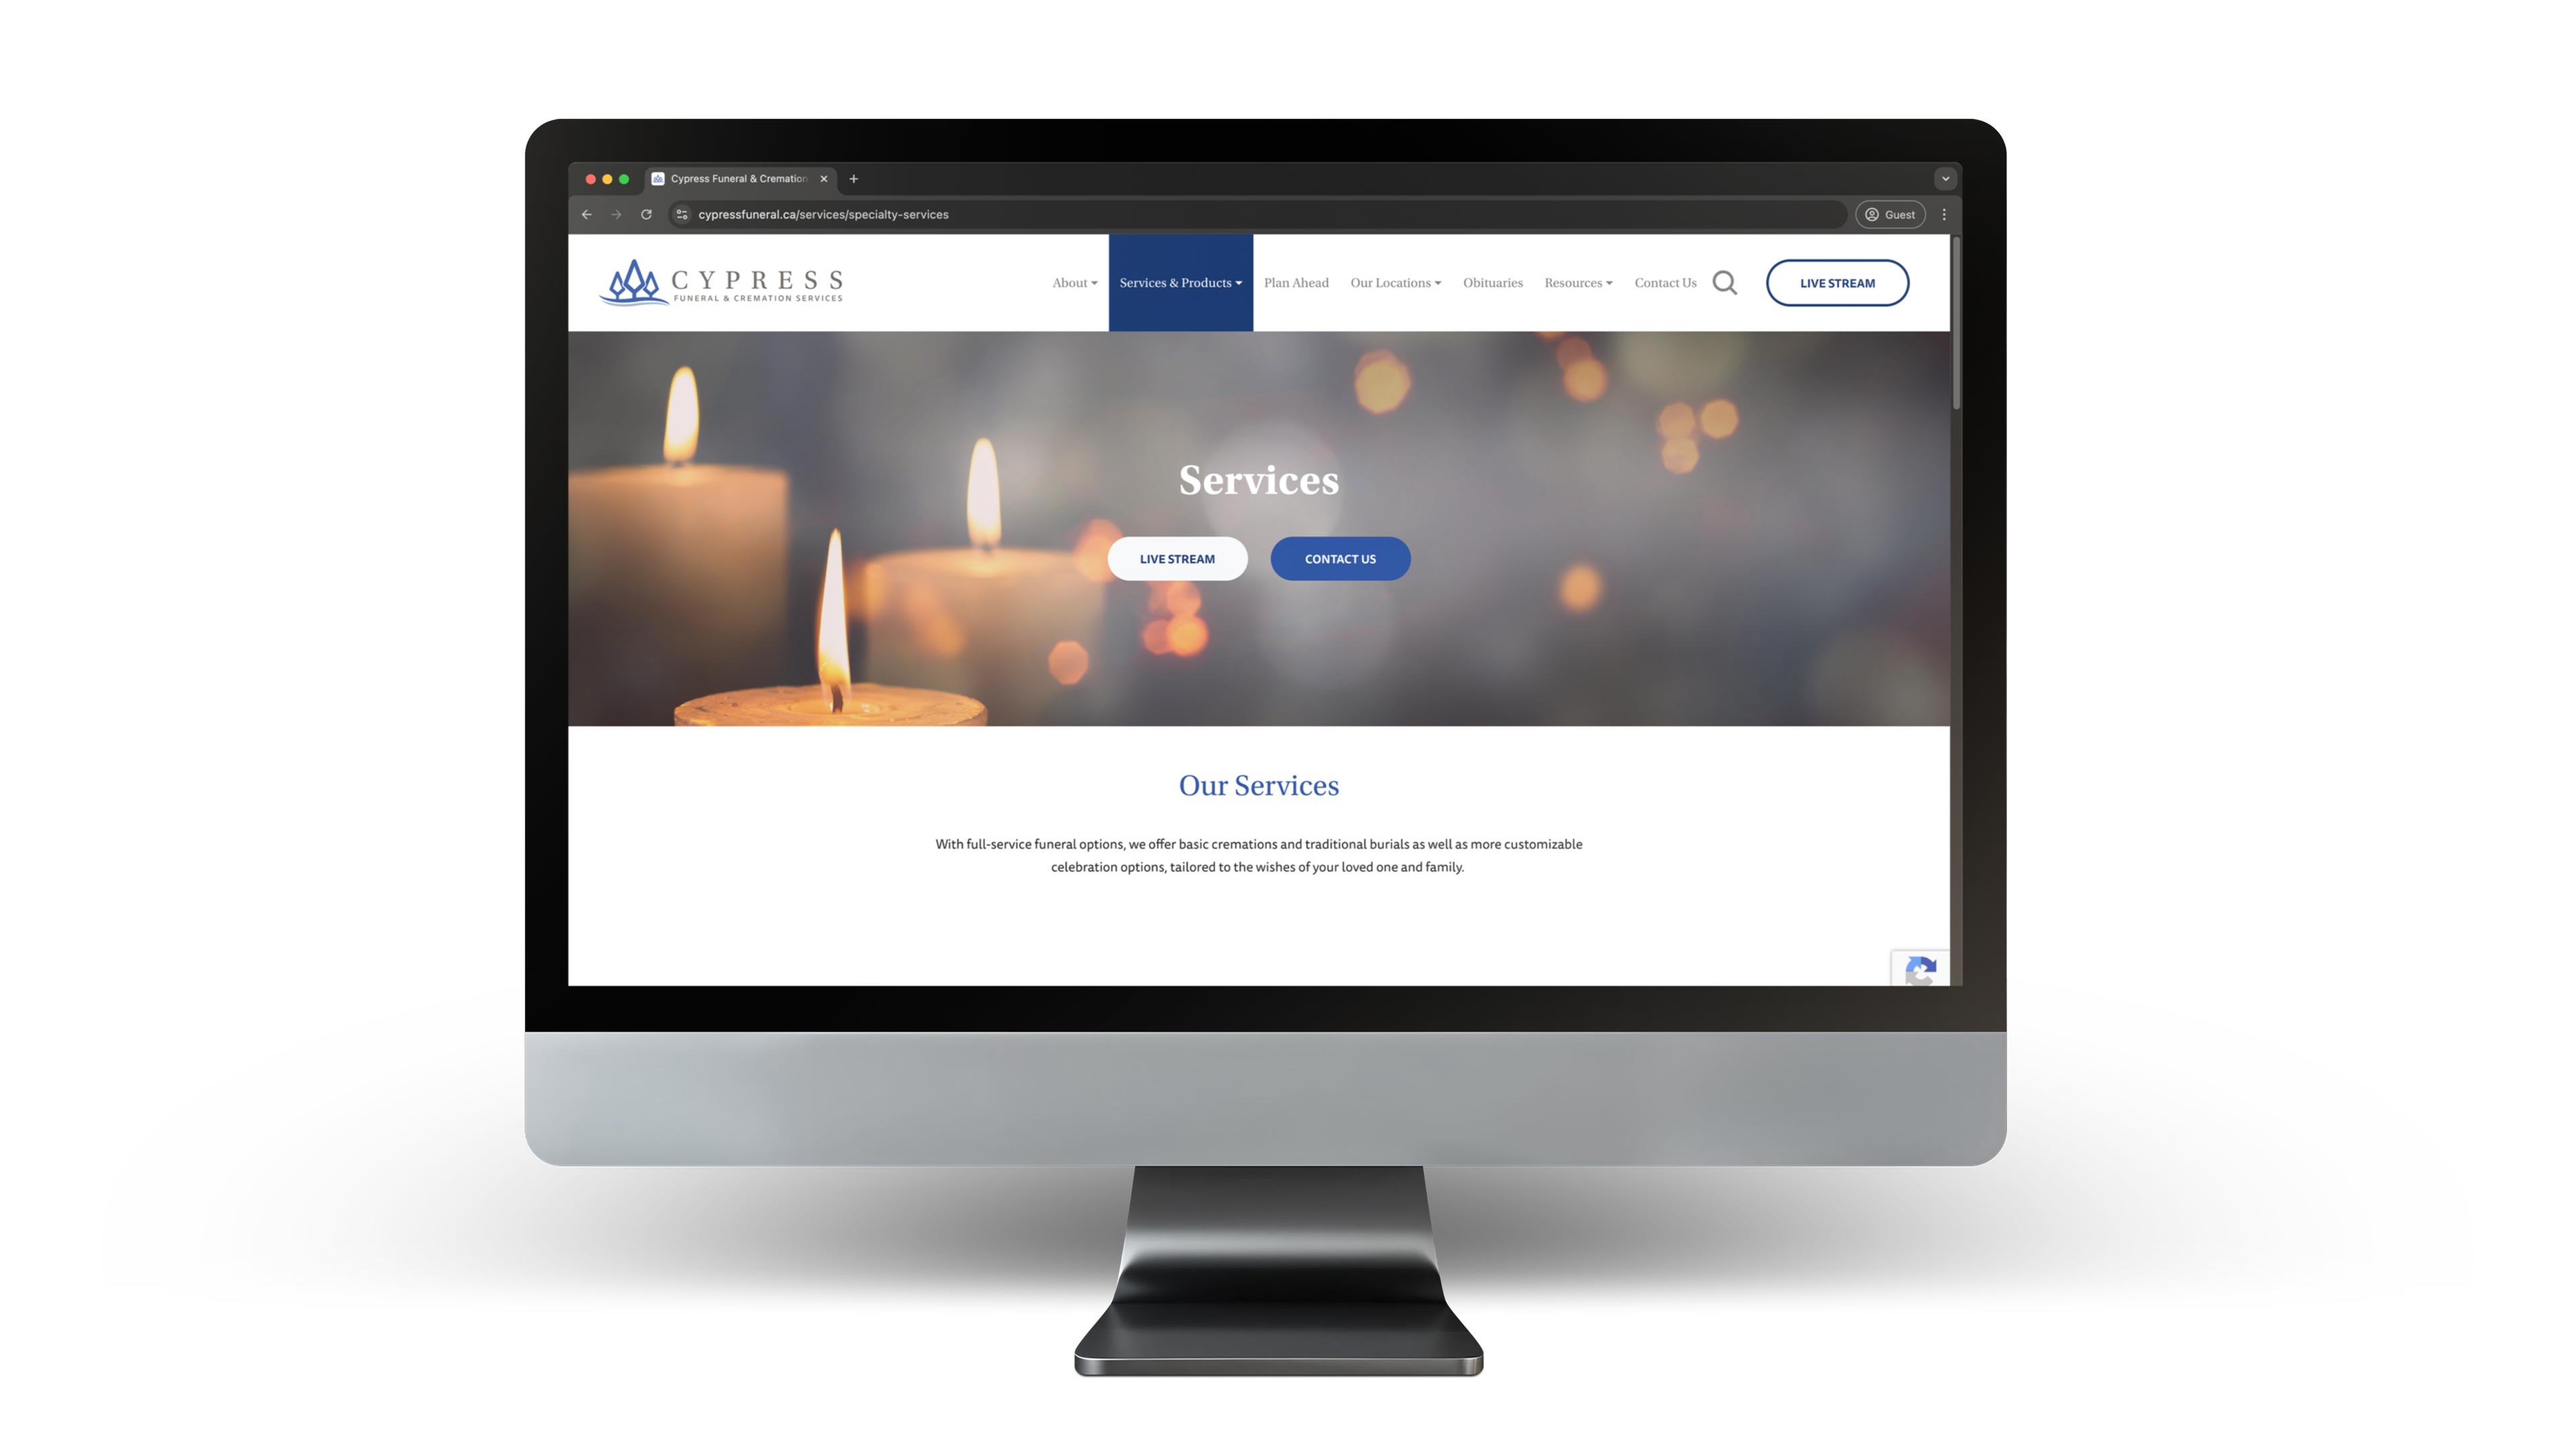 Cypress Funeral & Cremation
cypressfuneral.ca/services/specialty-services
Guest
CYPRESS
FUNERAL & CREMATION SERVICES
About
Services & Products
Plan Ahead
Our Locations
Obituaries
Resources
Contact Us
LIVE STREAM
Services
LIVE STREAM
CONTACT US
Our Services
With full-service funeral options, we offer basic cremations and traditional burials as well as more customizable
celebration options, tailored to the wishes of your loved one and family.